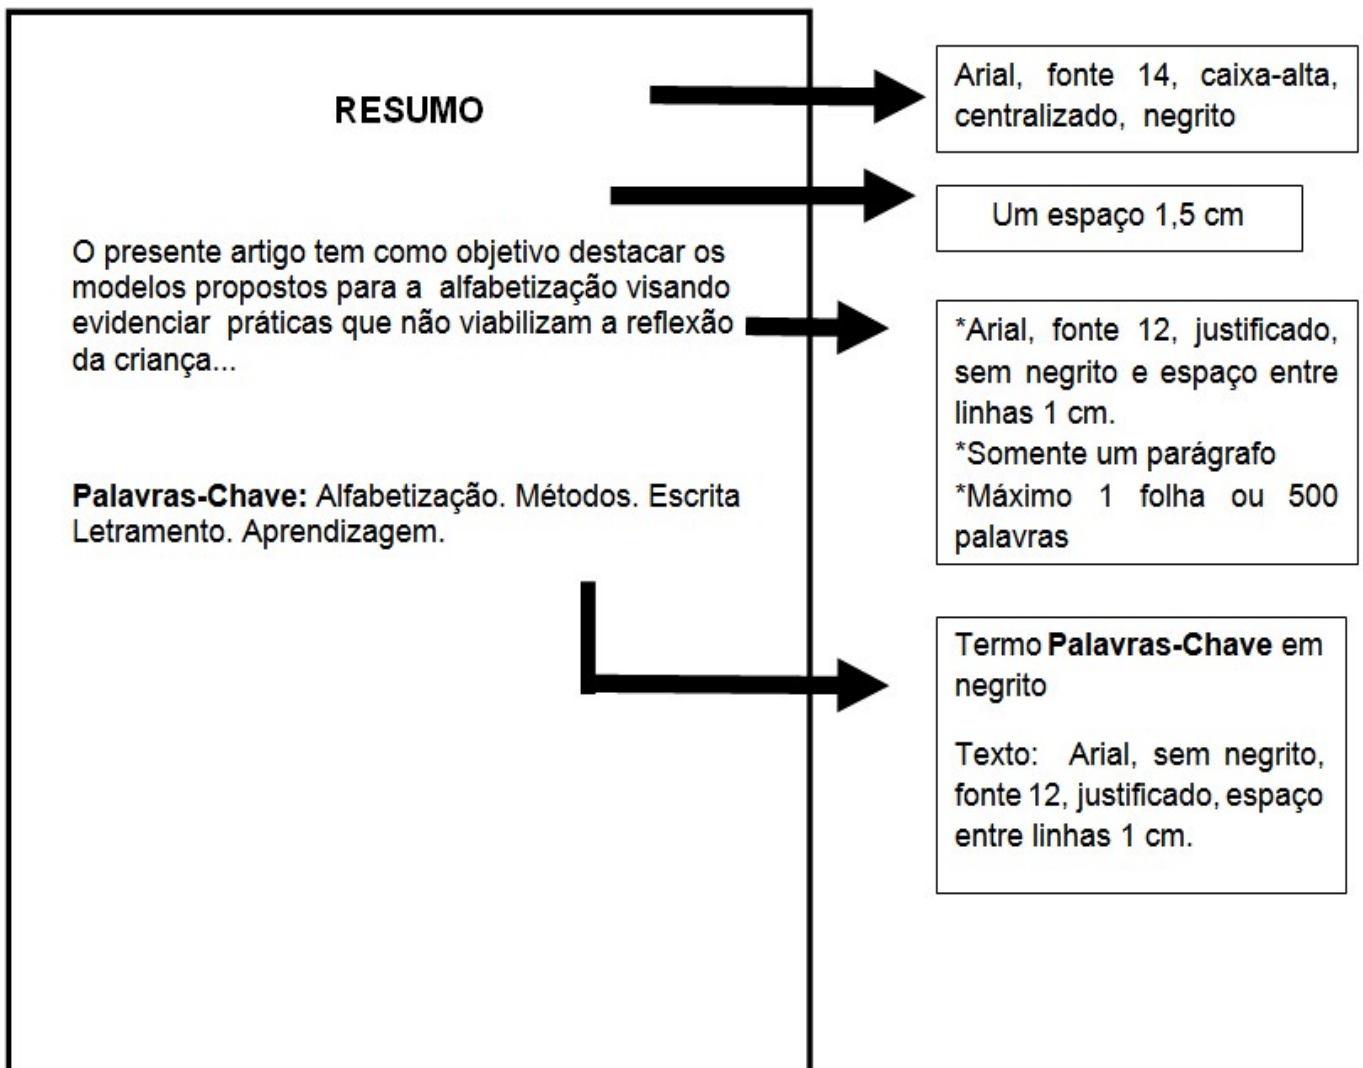 RESUMO
O presente artigo tem como objetivo destacar os
modelos propostos para a alfabetização visando
evidenciar práticas que não viabilizam a reflexão
da criança...
Palavras-Chave: Alfabetização. Métodos. Escrita
Letramento. Aprendizagem.
Arial, fonte 14, caixa-alta,
centralizado, negrito
Um espaço 1,5 cm
*Arial, fonte 12, justificado,
sem negrito e espaço entre
linhas 1 cm.
*Somente um parágrafo
*Máximo 1 folha ou 500
palavras
Termo Palavras-Chave em
negrito
Texto: Arial, sem negrito,
fonte 12, justificado, espaço
entre linhas 1 cm.